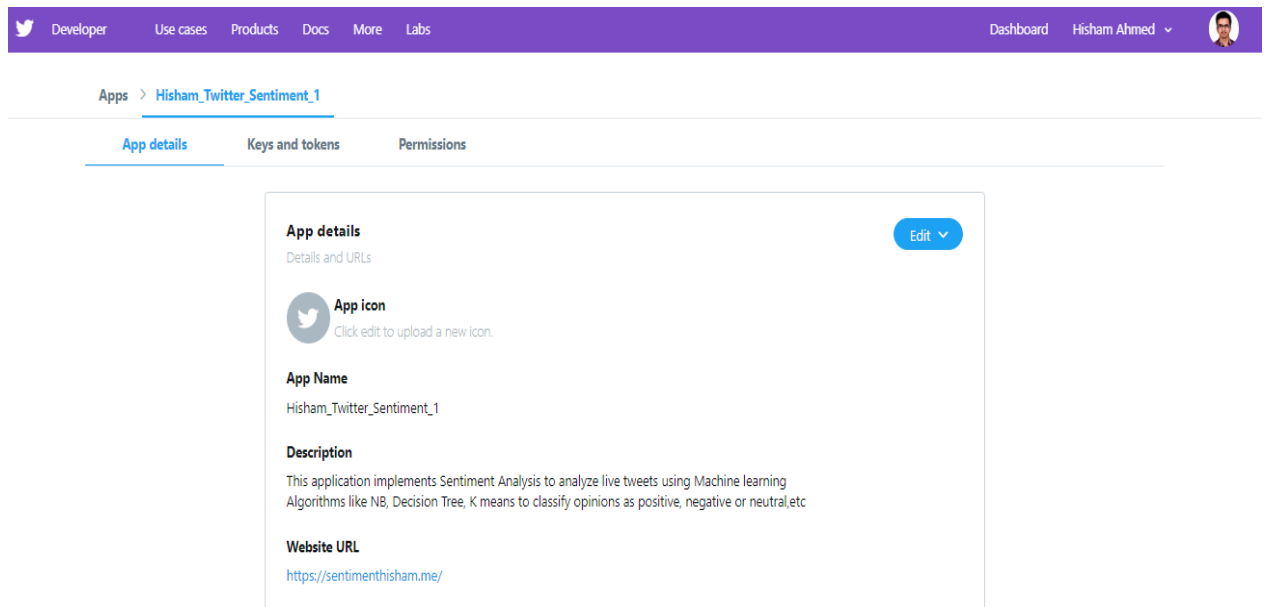 Developer Use cases Products Docs More Labs Dashboard Hisham Ahmed
Apps > Hisham_Twitter_Sentiment_1
App details Keys and tokens Permissions
App details
Edit
Details and URLs
App icon
Click edit to upload a new icon.
App Name
Hisham_Twitter_Sentiment_1
Description
This application implements Sentiment Analysis to analyze live tweets using Machine learning
Algorithms like NB, Decision Tree, K means to classify opinions as positive, negative or neutral,etc
Website URL
https://sentimenthisham.me/